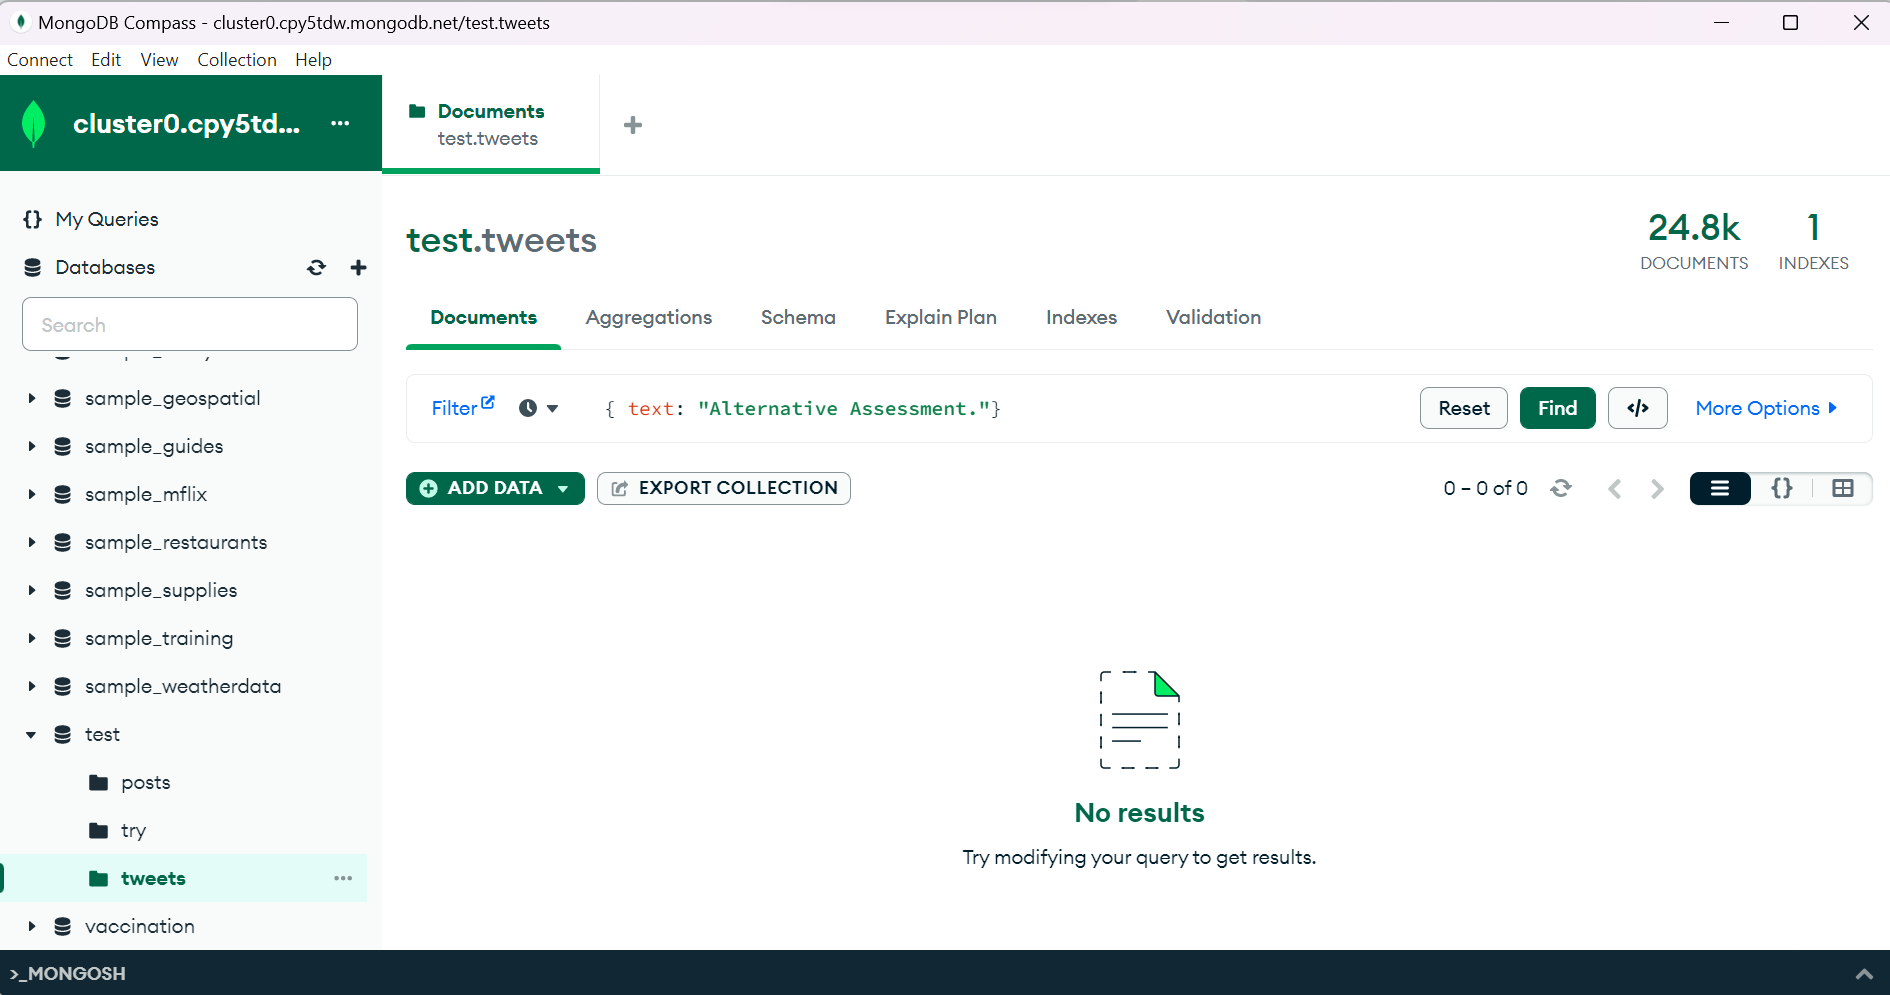 MongoDB Compass - cluster0.cpy5tdw.mongodb.net/test.tweets
Connect Edit View Collection Help
cluster0.cpy5td... ...
Documents
test.tweets
My Queries
Databases
Search
sample_geospatial
sample_guides
sample_mflix
sample_restaurants
sample_supplies
sample_training
sample_weatherdata
test
posts
try
tweets ...
vaccination
test.tweets
24.8k
DOCUMENTS
1
INDEXES
Documents Aggregations Schema Explain Plan Indexes Validation
Filter { text: "Alternative Assessment."} Reset Find </> More Options
ADD DATA EXPORT COLLECTION 0 – 0 of 0 {}
No results
Try modifying your query to get results.
>_MONGOSH